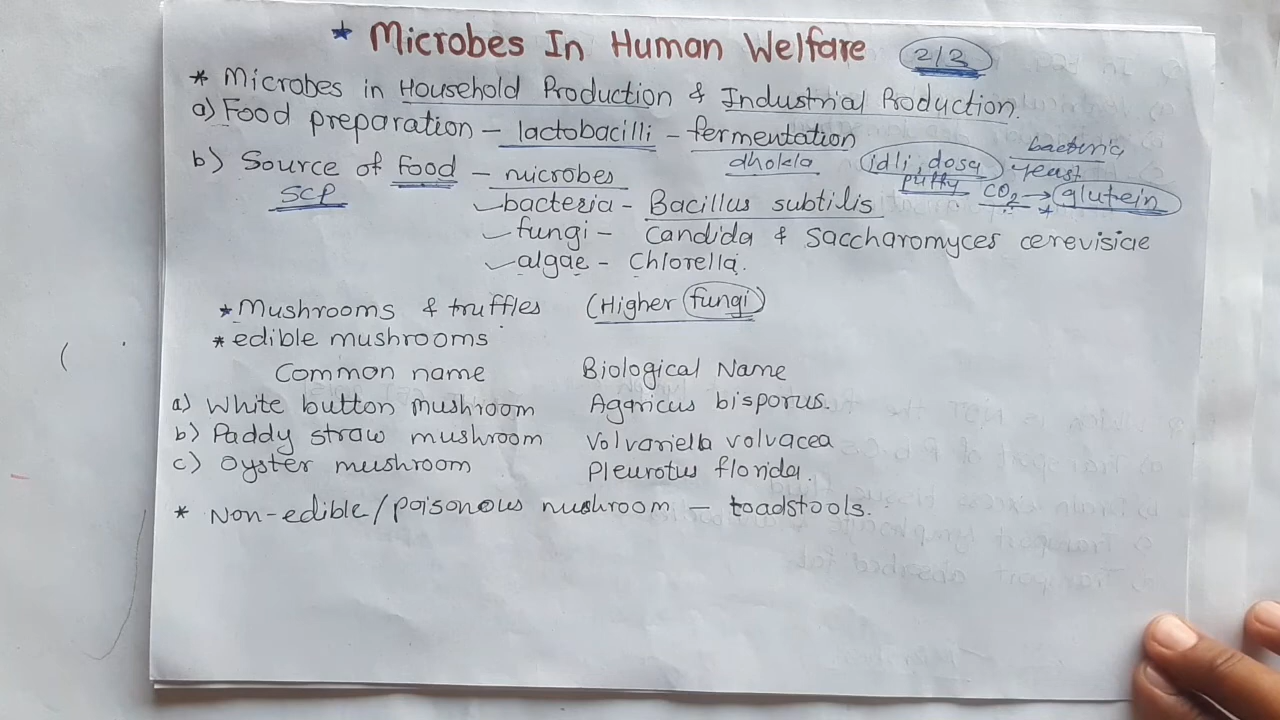 * Microbes In Human Welfare 2/3
* Microbes in Household Production & Industrial Production.
a) Food preparation - lactobacilli - fermentation
dhokla idli, dosa bacteria yeast
b) Source of food - microbes
SCP puffy CO2 → glutein
bacteria - Bacillus subtilis
fungi - Candida & Saccharomyces cerevisiae
algae - Chlorella.
* Mushrooms & truffles (Higher fungi)
* edible mushrooms
Common name Biological Name
a) White button mushroom Agaricus bisporus.
b) Paddy straw mushroom Volvariella volvacea
c) Oyster mushroom Pleurotus florida.
* Non-edible/poisonous mushroom - toadstools.